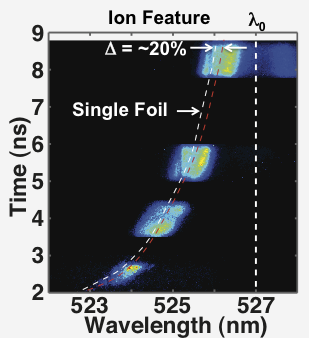 Ion Feature
λ0
Δ = ~20%
Single Foil
Time (ns)
9
8
7
6
5
4
3
2
523
525
527
Wavelength (nm)